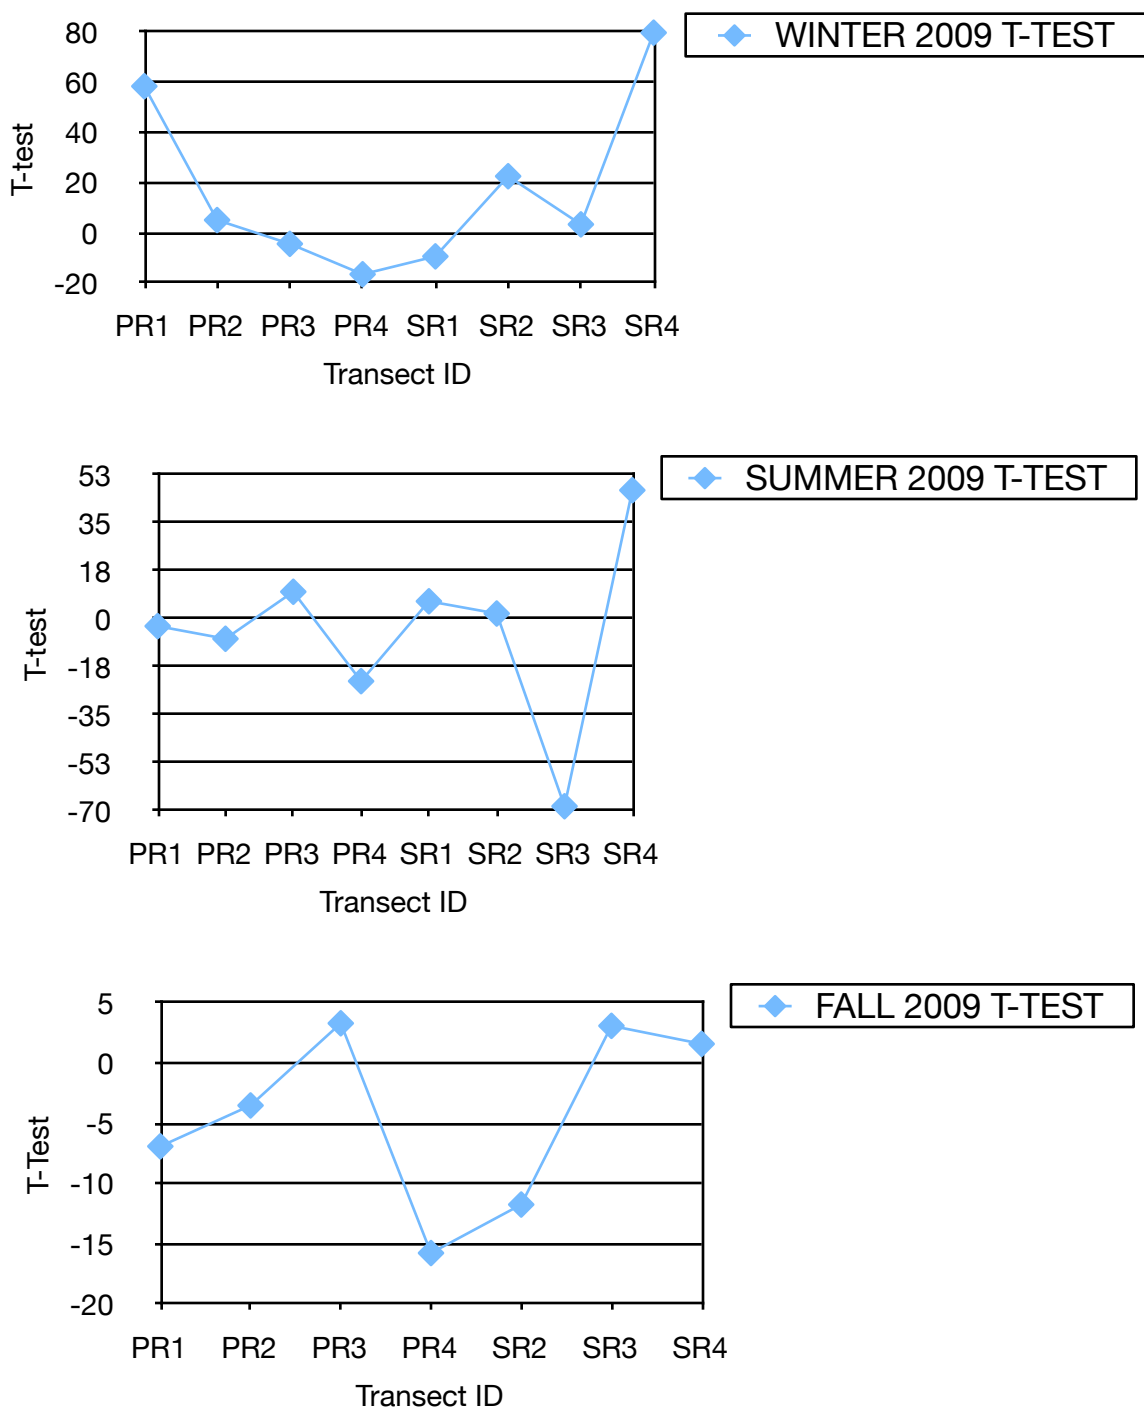 WINTER 2009 T-TEST
80
60
40
20
0
-20
T-test
PR1 PR2 PR3 PR4 SR1 SR2 SR3 SR4
Transect ID
SUMMER 2009 T-TEST
53
35
18
0
-18
-35
-53
-70
T-test
PR1 PR2 PR3 PR4 SR1 SR2 SR3 SR4
Transect ID
FALL 2009 T-TEST
5
0
-5
-10
-15
-20
T-Test
PR1 PR2 PR3 PR4 SR2 SR3 SR4
Transect ID